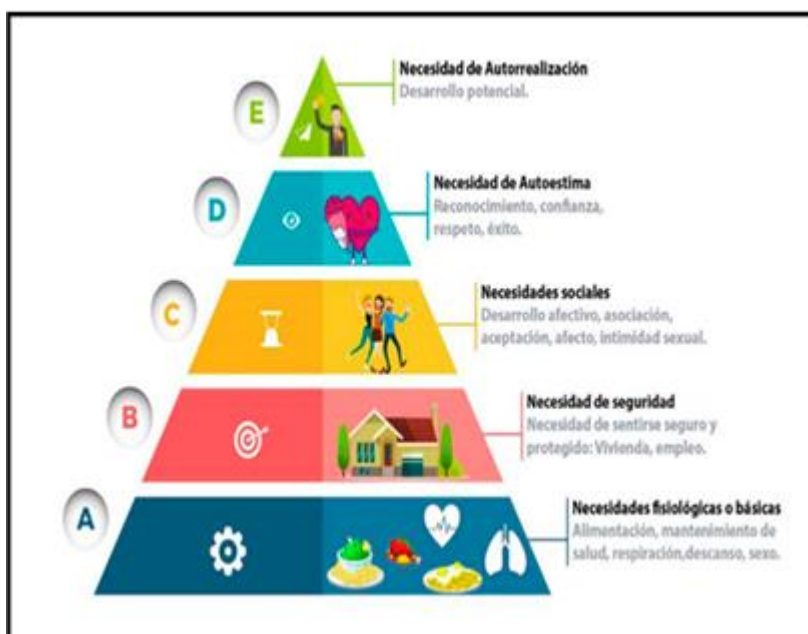 E
Necesidad de Autorrealización
Desarrollo potencial.
D
Necesidad de Autoestima
Reconocimiento, confianza,
respeto, éxito.
C
Necesidades sociales
Desarrollo afectivo, asociación,
aceptación, afecto, intimidad sexual.
B
Necesidad de seguridad
Necesidad de sentirse seguro y
protegido: Vivienda, empleo.
A
Necesidades fisiológicas o básicas
Alimentación, mantenimiento de
salud, respiración,descanso, sexo.